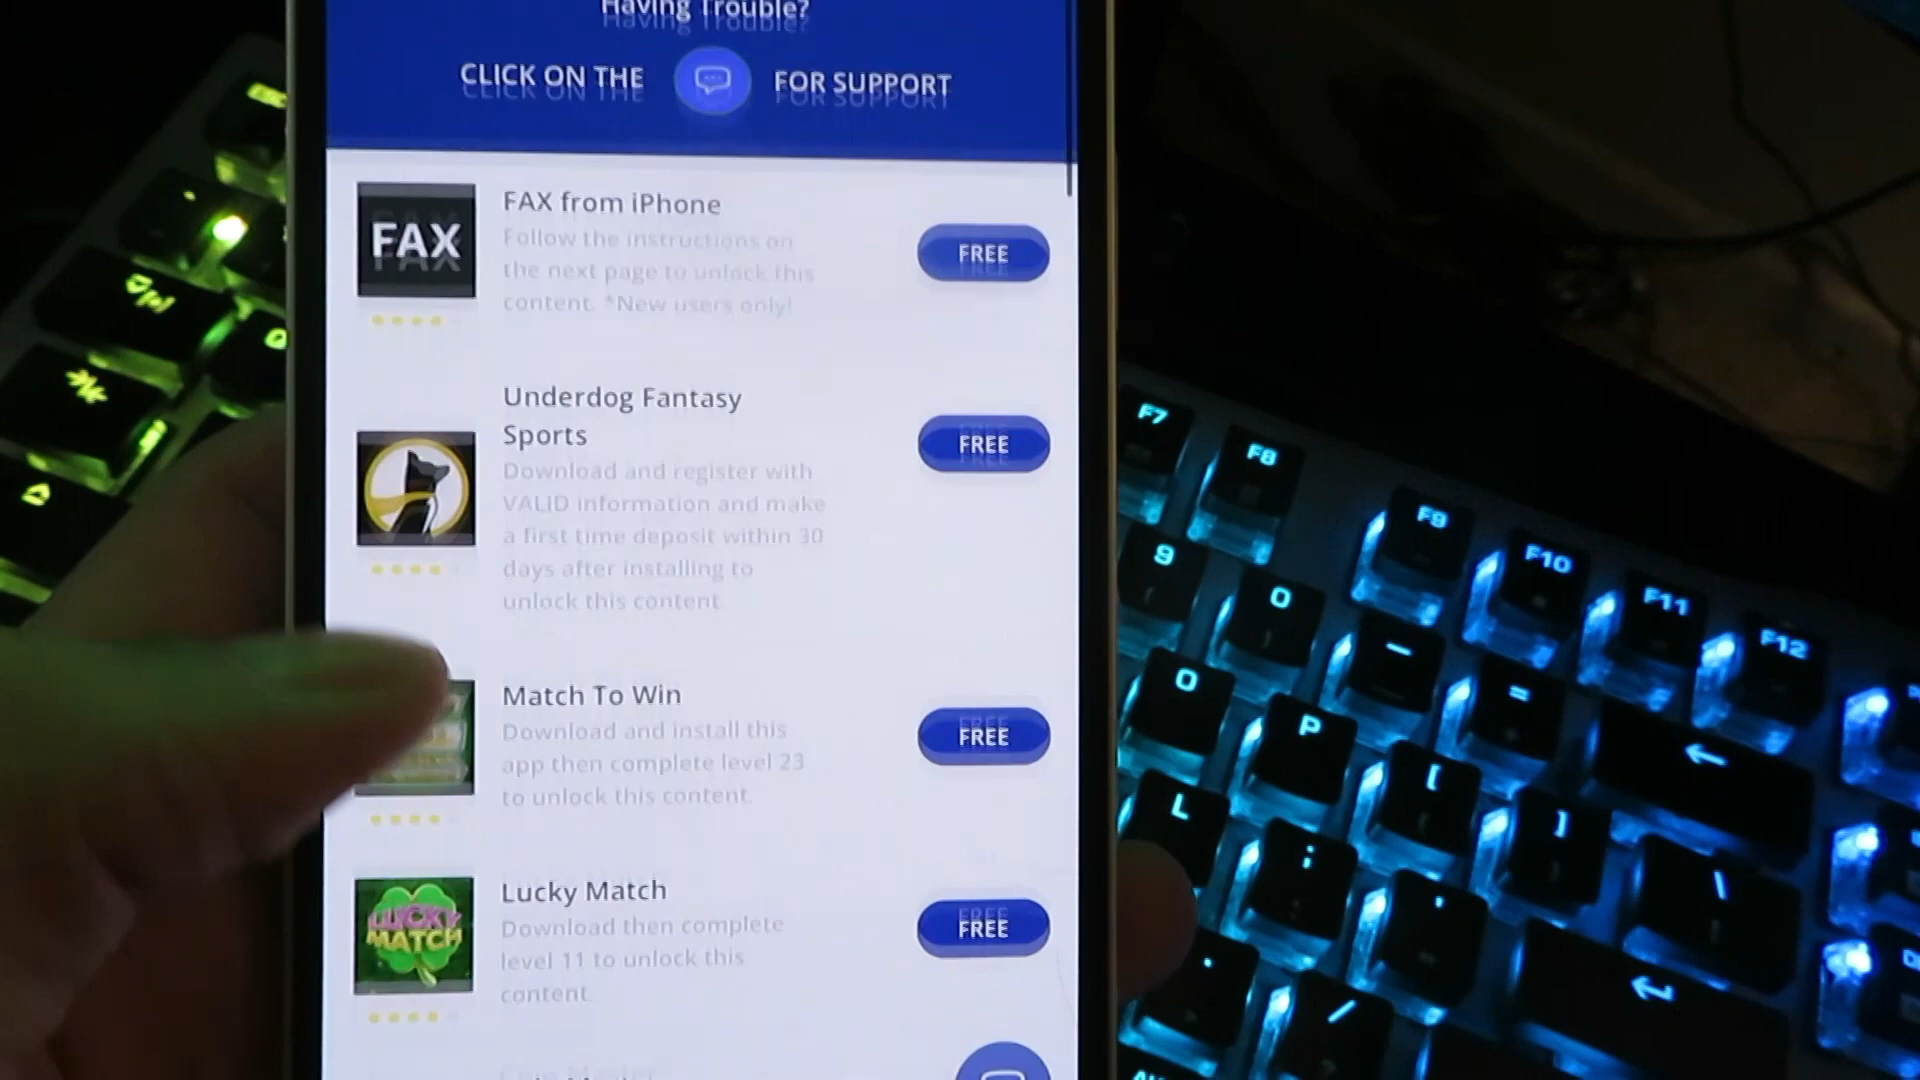 Having Trouble?
CLICK ON THE FOR SUPPORT
FAX
FAX from iPhone
Follow the instructions on
the next page to unlock this
content. *New users only!
FREE
Underdog Fantasy
Sports
Download and register with
VALID information and make
a first time deposit within 30
days after installing to
unlock this content.
FREE
Match To Win
Download and install this
app then complete level 23
to unlock this content.
FREE
LUCKY
MATCH
Lucky Match
Download then complete
level 11 to unlock this
content.
FREE
F7
F8
F9
F10
F11
F12
9
0
-
=
O
P
[
]
\
L
;
'
.
/